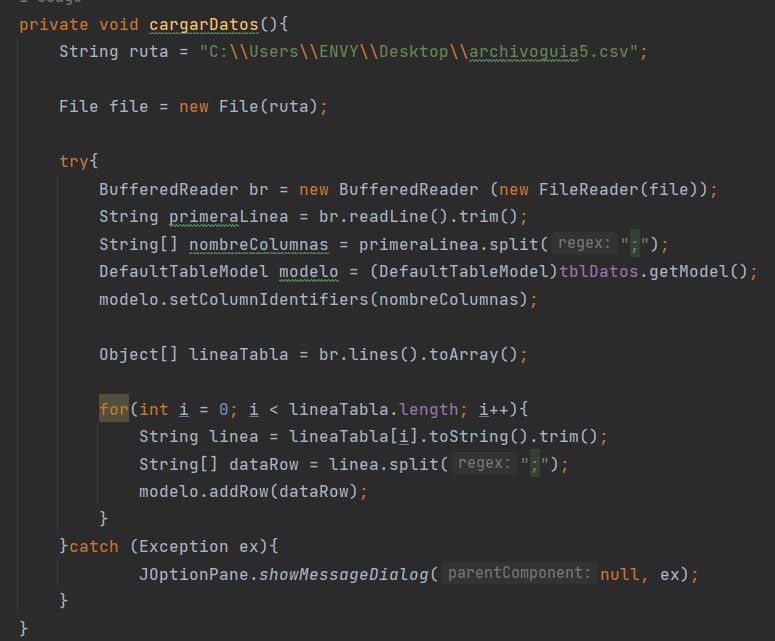 private void cargarDatos(){
String ruta = "C:\\Users\\ENVY\\Desktop\\archivoguia5.csv";
File file = new File(ruta);
try{
BufferedReader br = new BufferedReader (new FileReader(file));
String primeraLinea = br.readLine().trim();
String[] nombreColumnas = primeraLinea.split( regex: ";");
DefaultTableModel modelo = (DefaultTableModel)tblDatos.getModel();
modelo.setColumnIdentifiers(nombreColumnas);
Object[] lineaTabla = br.lines().toArray();
for(int i = 0; i < lineaTabla.length; i++){
String linea = lineaTabla[i].toString().trim();
String[] dataRow = linea.split( regex: ";");
modelo.addRow(dataRow);
}
}catch (Exception ex){
JOptionPane.showMessageDialog( parentComponent: null, ex);
}
}